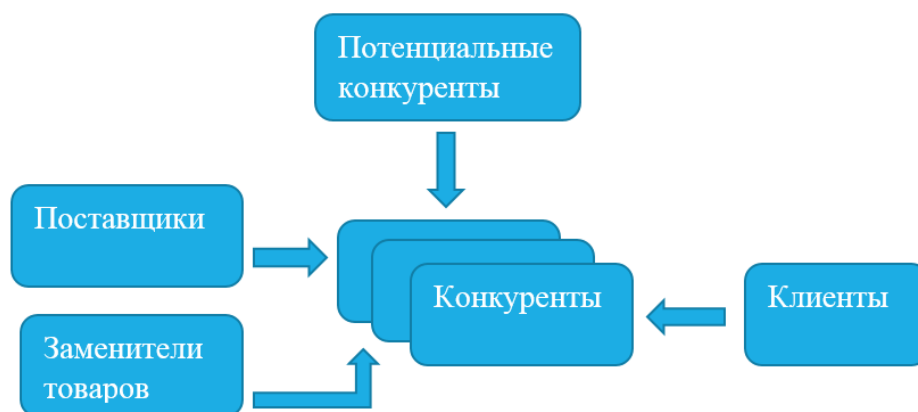 Потенциальные
конкуренты
Поставщики
Конкуренты
Клиенты
Заменители
товаров